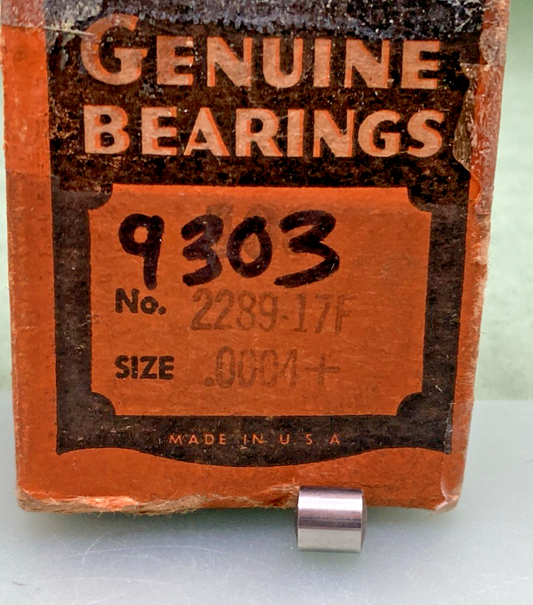 GENUINE
BEARINGS
9303
No. 2289-17F
SIZE .0004+
MADE IN U S A